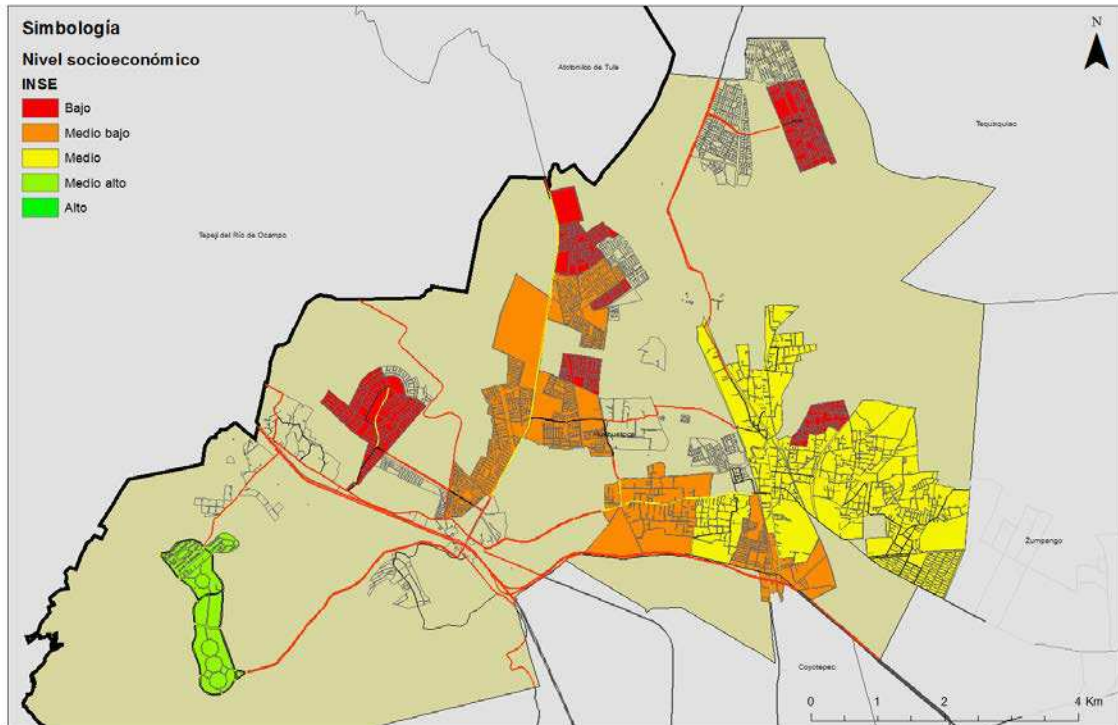 Simbología
Nivel socioeconómico
INSE
Bajo
Medio bajo
Medio
Medio alto
Alto
N
Atotonilco de Tula
Tequixquiac
Tepeji del Río de Ocampo
Zumpango
Coyotepec
0 1 2 4 Km